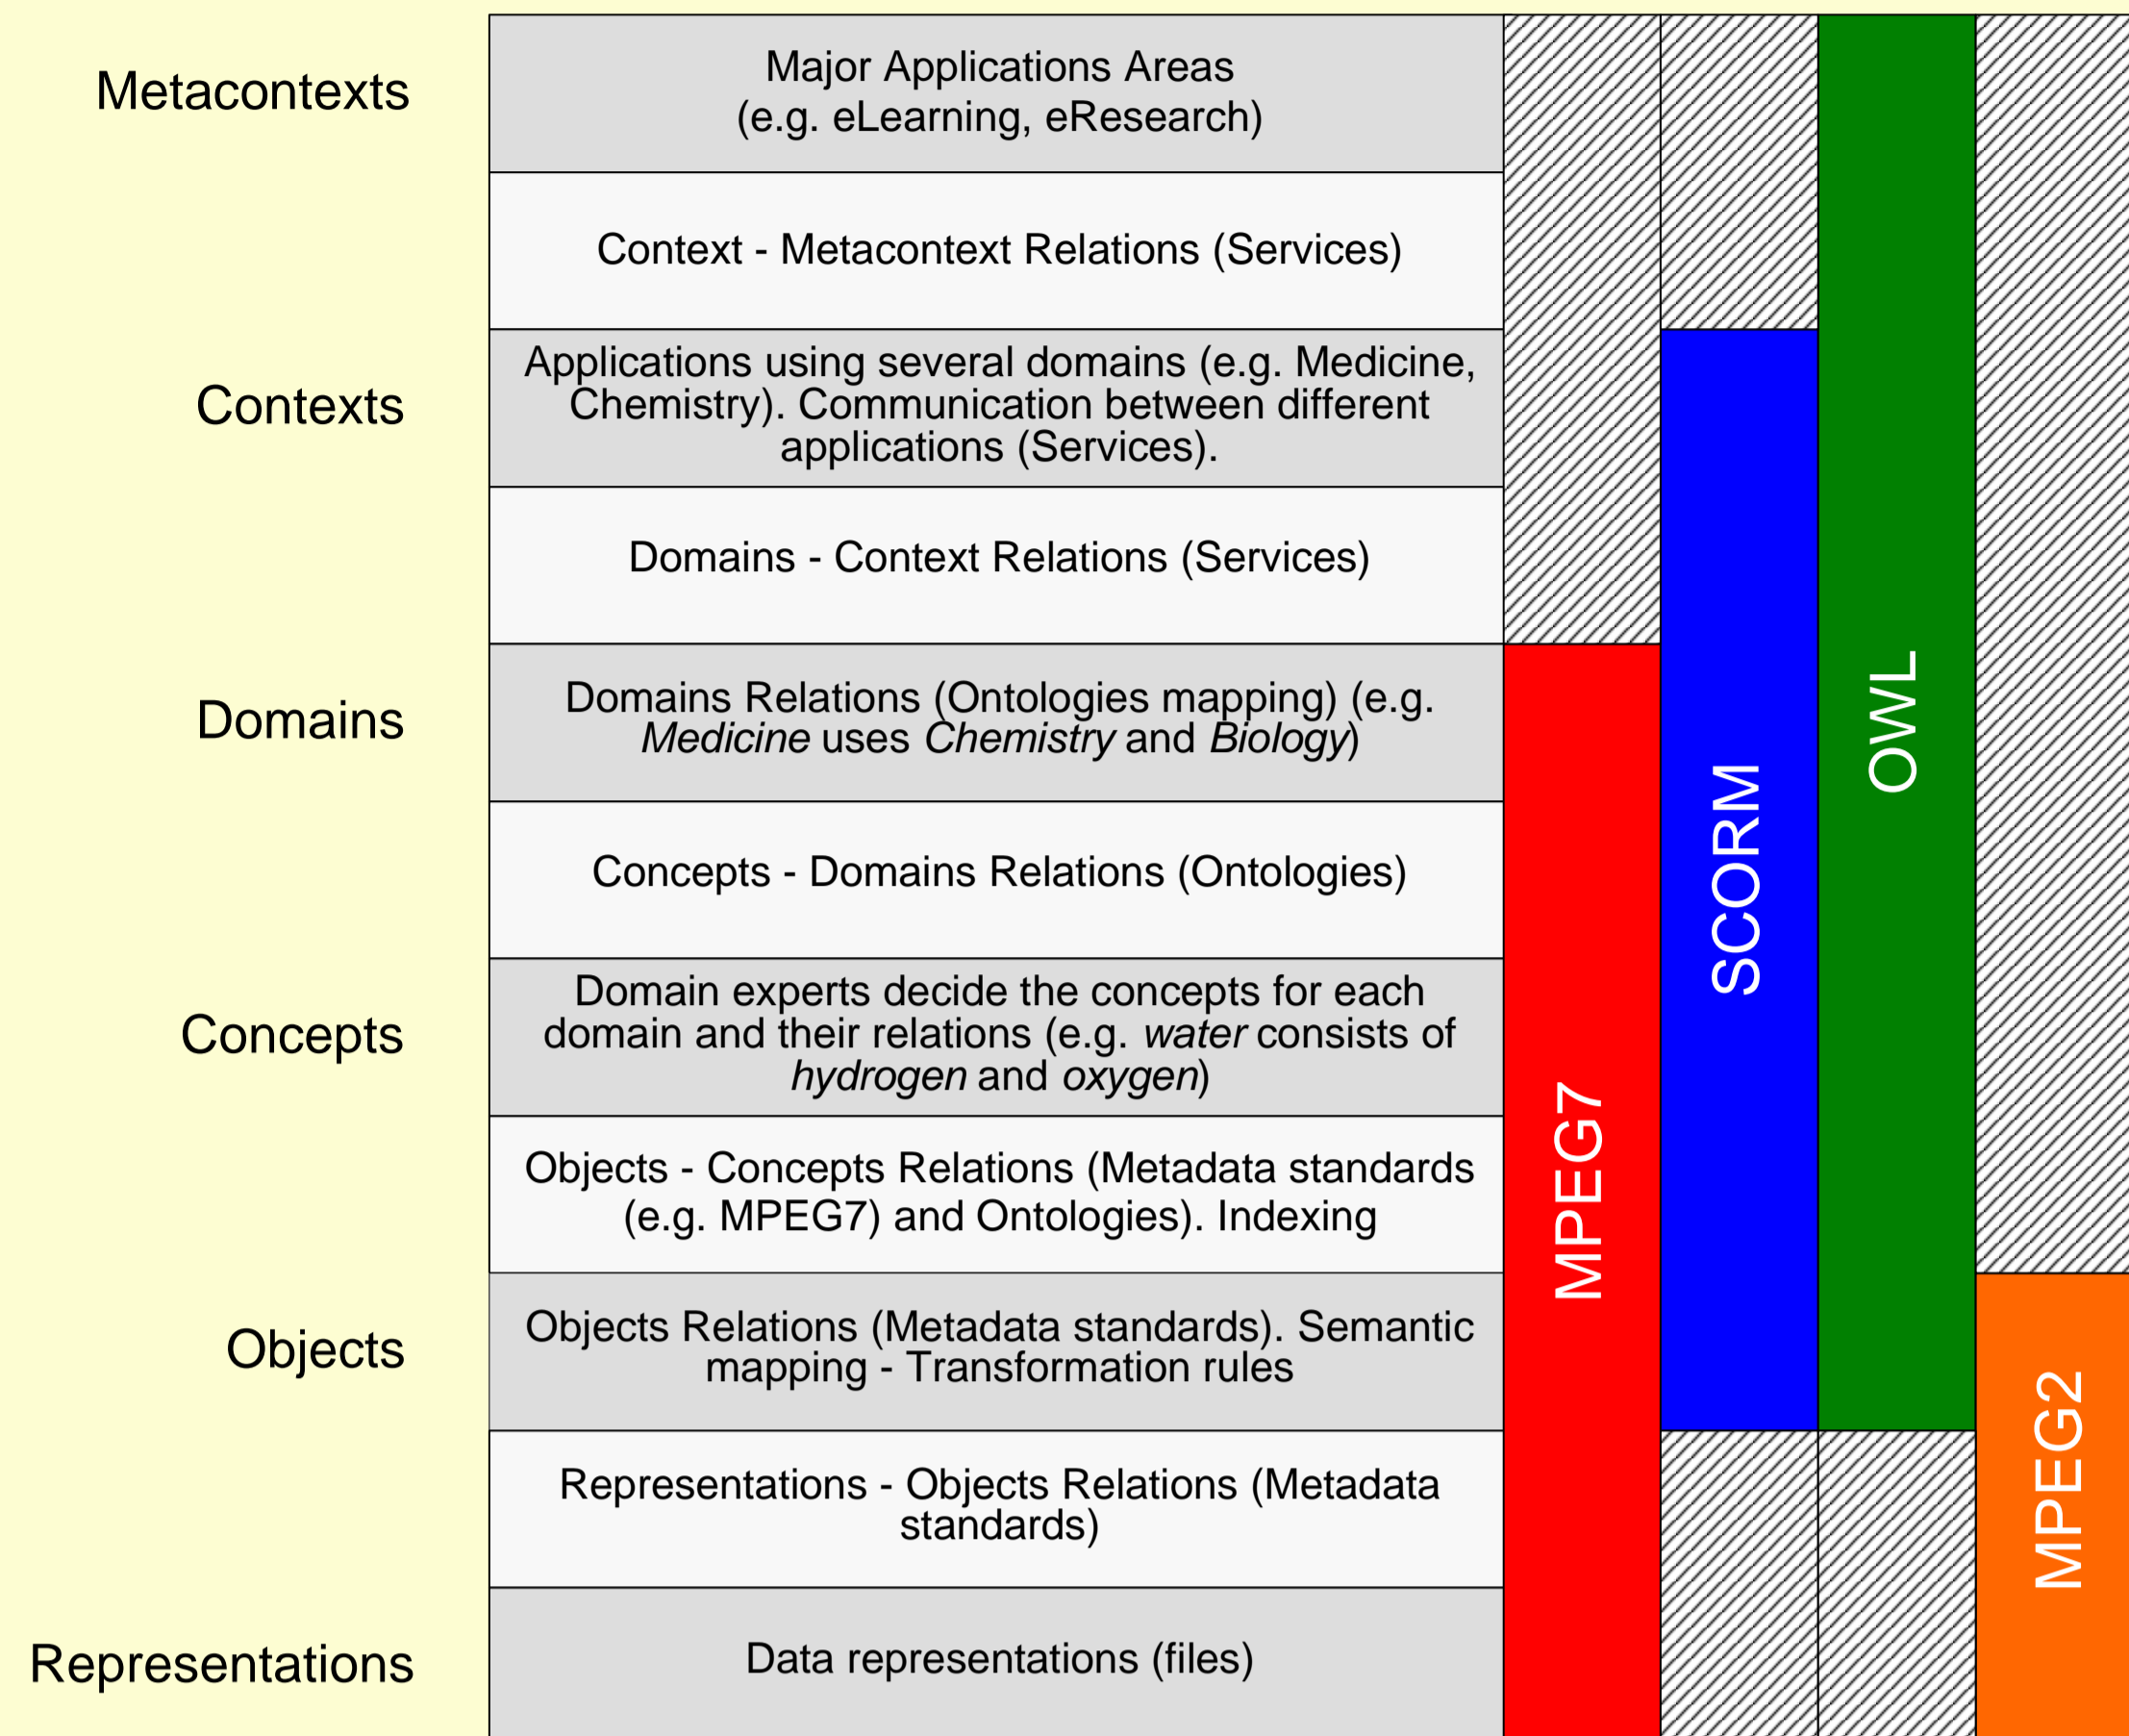 Metacontexts
Major Applications Areas
(e.g. eLearning, eResearch)
Context - Metacontext Relations (Services)
Contexts
Applications using several domains (e.g. Medicine,
Chemistry). Communication between different
applications (Services).
Domains - Context Relations (Services)
Domains
Domains Relations (Ontologies mapping) (e.g.
Medicine uses Chemistry and Biology)
Concepts - Domains Relations (Ontologies)
Concepts
Domain experts decide the concepts for each
domain and their relations (e.g. water consists of
hydrogen and oxygen)
Objects - Concepts Relations (Metadata standards
(e.g. MPEG7) and Ontologies). Indexing
Objects
Objects Relations (Metadata standards). Semantic
mapping - Transformation rules
Representations - Objects Relations (Metadata
standards)
Representations
Data representations (files)
MPEG7
SCORM
OWL
MPEG2